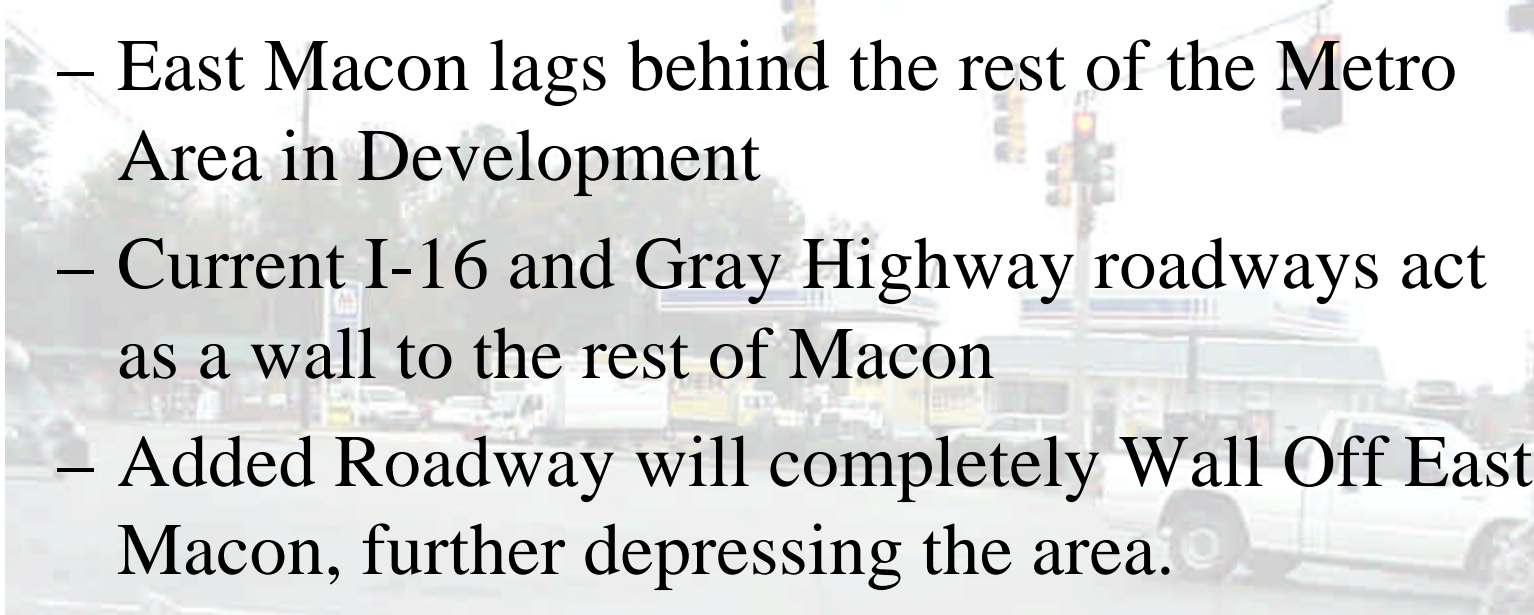 – East Macon lags behind the rest of the Metro
Area in Development
– Current I-16 and Gray Highway roadways act
as a wall to the rest of Macon
– Added Roadway will completely Wall Off East
Macon, further depressing the area.